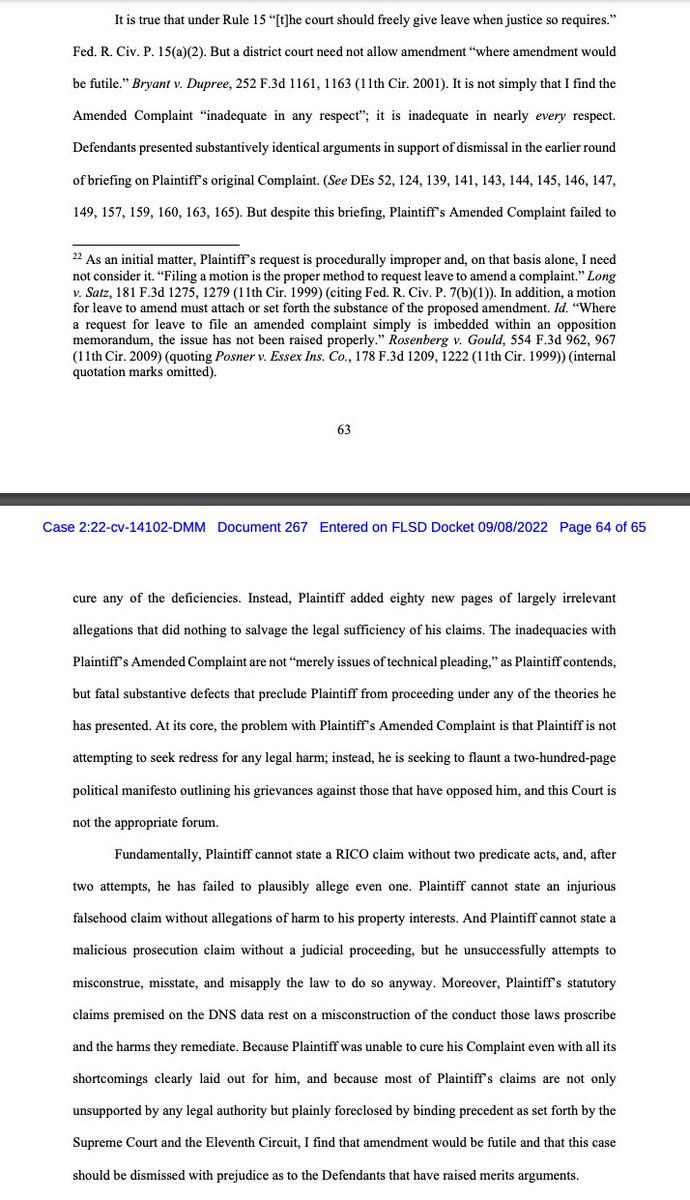 It is true that under Rule 15 “[t]he court should freely give leave when justice so requires.”
Fed. R. Civ. P. 15(a)(2). But a district court need not allow amendment “where amendment would
be futile.” Bryant v. Dupree, 252 F.3d 1161, 1163 (11th Cir. 2001). It is not simply that I find the
Amended Complaint “inadequate in any respect”; it is inadequate in nearly every respect.
Defendants presented substantively identical arguments in support of dismissal in the earlier round
of briefing on Plaintiff’s original Complaint. (See DEs 52, 124, 139, 141, 143, 144, 145, 146, 147,
149, 157, 159, 160, 163, 165). But despite this briefing, Plaintiff’s Amended Complaint failed to
22 As an initial matter, Plaintiff’s request is procedurally improper and, on that basis alone, I need
not consider it. “Filing a motion is the proper method to request leave to amend a complaint.” Long
v. Satz, 181 F.3d 1275, 1279 (11th Cir. 1999) (citing Fed. R. Civ. P. 7(b)(1)). In addition, a motion
for leave to amend must attach or set forth the substance of the proposed amendment. Id. “Where
a request for leave to file an amended complaint simply is imbedded within an opposition
memorandum, the issue has not been raised properly.” Rosenberg v. Gould, 554 F.3d 962, 967
(11th Cir. 2009) (quoting Posner v. Essex Ins. Co., 178 F.3d 1209, 1222 (11th Cir. 1999)) (internal
quotation marks omitted).
63
Case 2:22-cv-14102-DMM Document 267 Entered on FLSD Docket 09/08/2022 Page 64 of 65
cure any of the deficiencies. Instead, Plaintiff added eighty new pages of largely irrelevant
allegations that did nothing to salvage the legal sufficiency of his claims. The inadequacies with
Plaintiff’s Amended Complaint are not “merely issues of technical pleading,” as Plaintiff contends,
but fatal substantive defects that preclude Plaintiff from proceeding under any of the theories he
has presented. At its core, the problem with Plaintiff’s Amended Complaint is that Plaintiff is not
attempting to seek redress for any legal harm; instead, he is seeking to flaunt a two-hundred-page
political manifesto outlining his grievances against those that have opposed him, and this Court is
not the appropriate forum.
Fundamentally, Plaintiff cannot state a RICO claim without two predicate acts, and, after
two attempts, he has failed to plausibly allege even one. Plaintiff cannot state an injurious
falsehood claim without allegations of harm to his property interests. And Plaintiff cannot state a
malicious prosecution claim without a judicial proceeding, but he unsuccessfully attempts to
misconstrue, misstate, and misapply the law to do so anyway. Moreover, Plaintiff’s statutory
claims premised on the DNS data rest on a misconstruction of the conduct those laws proscribe
and the harms they remediate. Because Plaintiff was unable to cure his Complaint even with all its
shortcomings clearly laid out for him, and because most of Plaintiff’s claims are not only
unsupported by any legal authority but plainly foreclosed by binding precedent as set forth by the
Supreme Court and the Eleventh Circuit, I find that amendment would be futile and that this case
should be dismissed with prejudice as to the Defendants that have raised merits arguments.